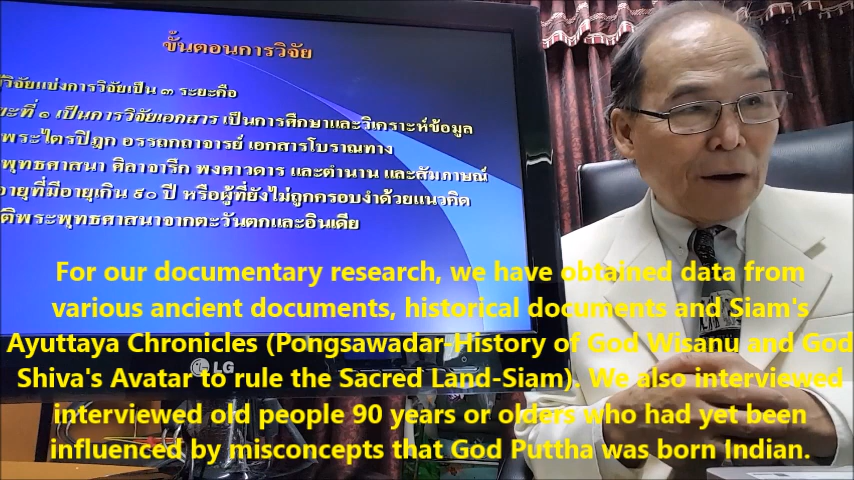 ขั้นตอนการวิจัย
วิจัยแบ่งการวิจัยเป็น ๓ ระยะคือ
ยะที่ ๑ เป็นการวิจัยเอกสาร เป็นการศึกษาและวิเคราะห์ข้อมูล
พระไตรปิฎก อรรถกถาจารย์ เอกสารโบราณทาง
พุทธศาสนา ศิลาจารึก พงศาวดาร และตำนาน และสัมภาษณ์
อายุที่มีอายุเกิน ๙๐ ปี หรือผู้ที่ยังไม่ถูกครอบงำด้วยแนวคิด
ติพระพุทธศาสนาจากตะวันตกและอินเดีย
For our documentary research, we have obtained data from
various ancient documents, historical documents and Siam's
Ayuttaya Chronicles (Pongsawadar-History of God Wisanu and God
LG
Shiva's Avatar to rule the Sacred Land-Siam). We also interviewed
interviewed old people 90 years or olders who had yet been
influenced by misconcepts that God Puttha was born Indian.